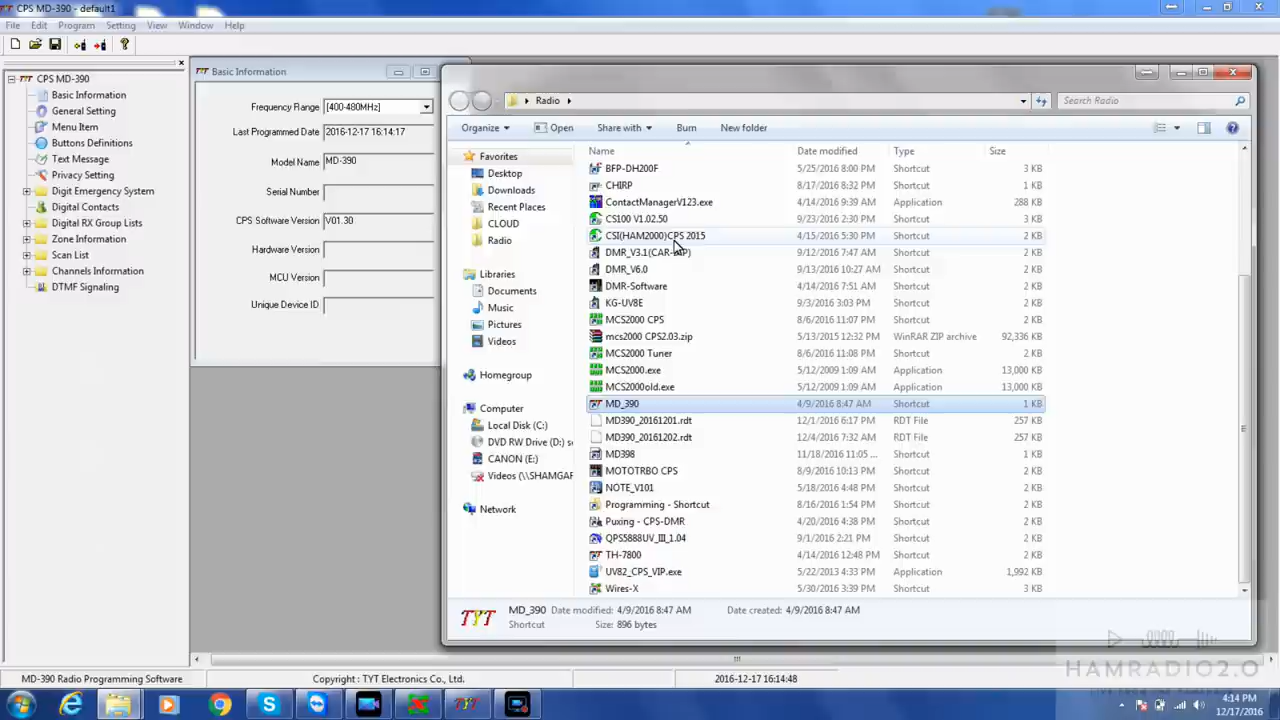 CPS MD-390 - default1
File Edit Program Setting View Window Help
CPS MD-390
Basic Information
General Setting
Menu Item
Buttons Definitions
Text Message
Privacy Setting
Digit Emergency System
Digital Contacts
Digital RX Group Lists
Zone Information
Scan List
Channels Information
DTMF Signaling
Basic Information
Frequency Range [400-480MHz]
Last Programmed Date 2016-12-17 16:14:17
Model Name MD-390
Serial Number
CPS Software Version V01.30
Hardware Version
MCU Version
Unique Device ID
Radio
Search Radio
Organize Open Share with Burn New folder
Favorites
Desktop
Downloads
Recent Places
CLOUD
Radio
Libraries
Documents
Music
Pictures
Videos
Homegroup
Computer
Local Disk (C:)
DVD RW Drive (D:) s
CANON (E:)
Videos (\\SHAMGAR
Network
Name Date modified Type Size
BFP-DH200F 5/25/2016 8:00 PM Shortcut 3 KB
CHIRP 8/17/2016 8:32 PM Shortcut 1 KB
ContactManagerV123.exe 4/14/2016 9:39 AM Application 288 KB
CS100 V1.02.50 9/23/2016 2:30 PM Shortcut 3 KB
CSI(HAM2000)CPS 2015 4/15/2016 5:30 PM Shortcut 2 KB
DMR_V3.1(CAR-AP) 9/12/2016 7:47 AM Shortcut 2 KB
DMR_V6.0 9/13/2016 10:27 AM Shortcut 2 KB
DMR-Software 4/14/2016 7:51 AM Shortcut 2 KB
KG-UV8E 9/3/2016 3:03 PM Shortcut 2 KB
MCS2000 CPS 8/6/2016 11:07 PM Shortcut 2 KB
mcs2000 CPS2.03.zip 5/13/2015 12:32 PM WinRAR ZIP archive 92,336 KB
MCS2000 Tuner 8/6/2016 11:08 PM Shortcut 2 KB
MCS2000.exe 5/12/2009 1:09 AM Application 13,000 KB
MCS2000old.exe 5/12/2009 1:09 AM Application 13,000 KB
MD_390 4/9/2016 8:47 AM Shortcut 1 KB
MD390_20161201.rdt 12/1/2016 6:17 PM RDT File 257 KB
MD390_20161202.rdt 12/4/2016 7:32 AM RDT File 257 KB
MD398 11/18/2016 11:05 ... Shortcut 2 KB
MOTOTRBO CPS 8/9/2016 10:13 PM Shortcut 2 KB
NOTE_V101 5/18/2016 4:48 PM Shortcut 2 KB
Programming - Shortcut 8/16/2016 1:54 PM Shortcut 2 KB
Puxing - CPS-DMR 4/20/2016 4:38 PM Shortcut 2 KB
QPS5888UV_III_1.04 9/1/2016 2:21 PM Shortcut 2 KB
TH-7800 4/14/2016 12:48 PM Shortcut 2 KB
UV82_CPS_VIP.exe 5/22/2013 4:33 PM Application 1,992 KB
Wires-X 5/30/2016 3:39 PM Shortcut 3 KB
TYT MD_390 Date modified: 4/9/2016 8:47 AM Date created: 4/9/2016 8:47 AM
Shortcut Size: 896 bytes
HAMRADIO2.0
MD-390 Radio Programming Software Copyright : TYT Electronics Co., Ltd. 2016-12-17 16:14:48
4:14 PM
12/17/2016